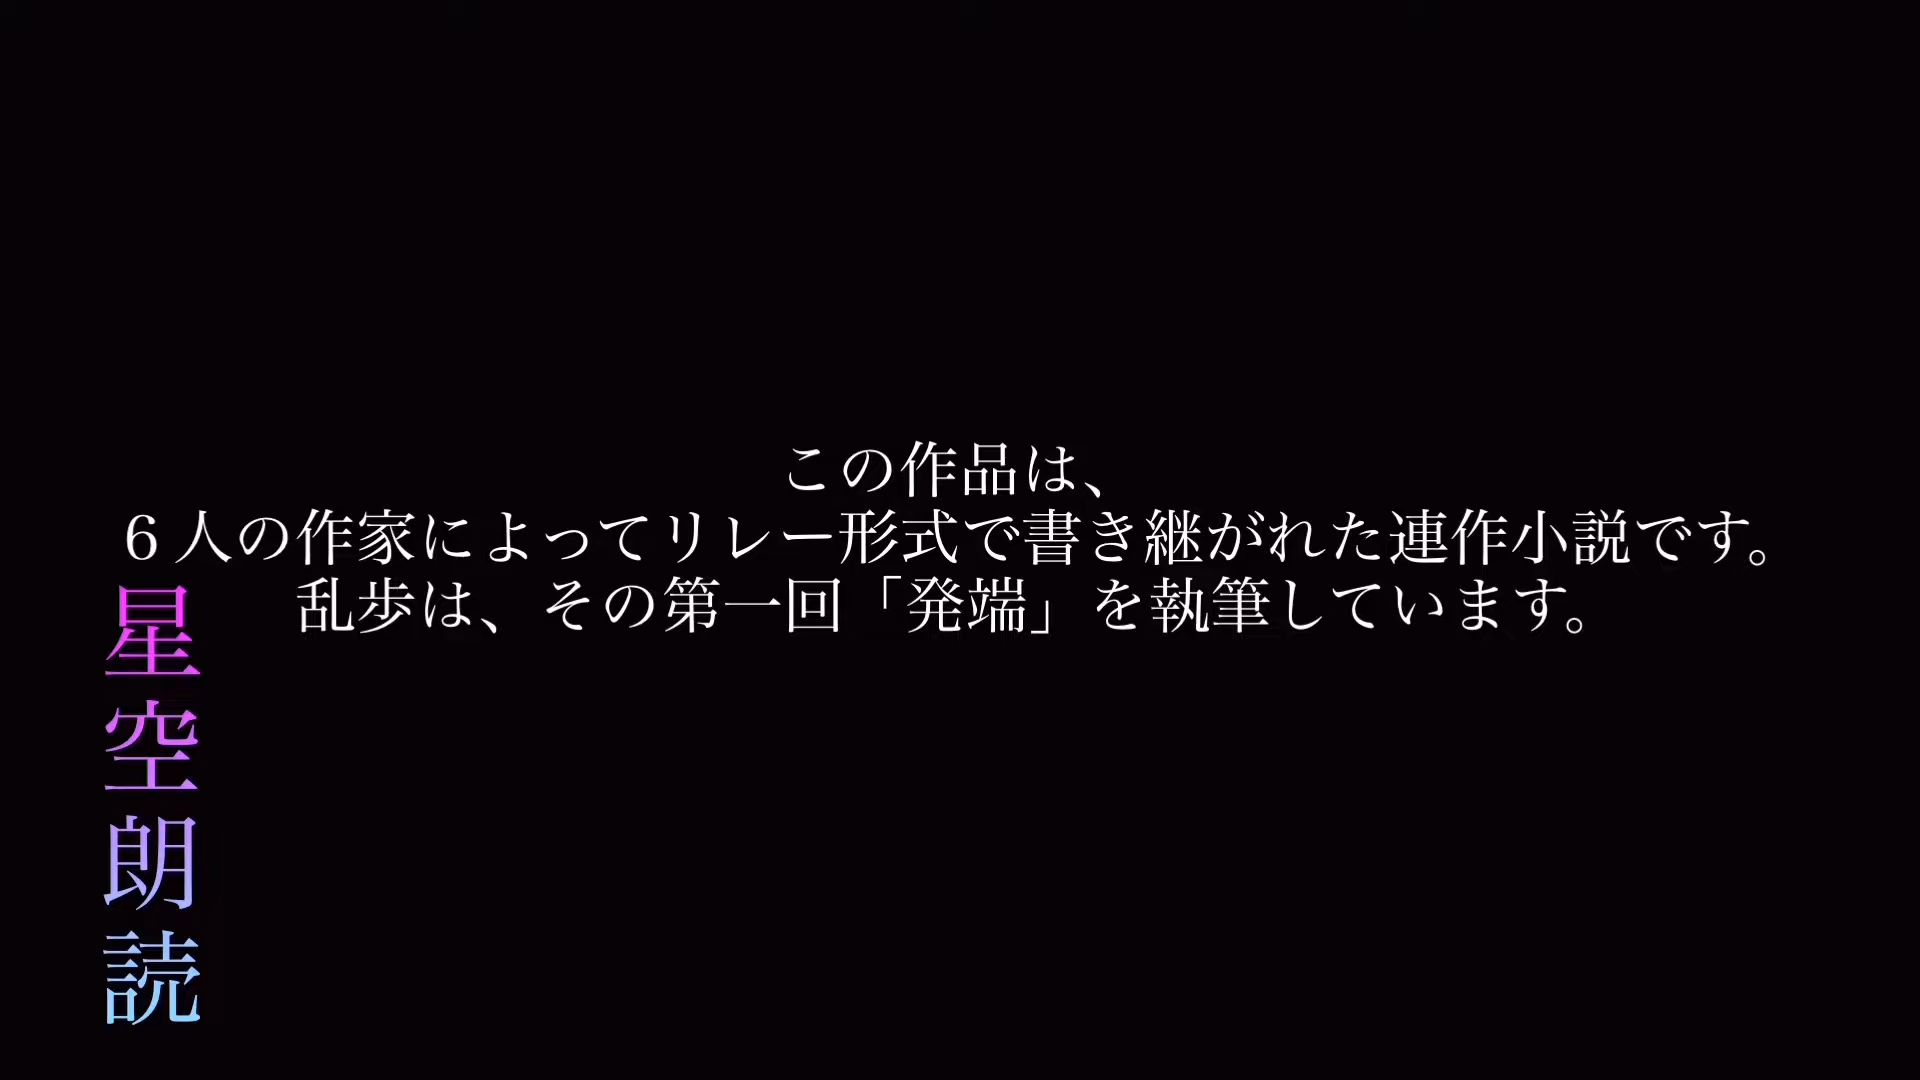 この作品は、
６人の作家によってリレー形式で書き継がれた連作小説です。
乱歩は、その第一回「発端」を執筆しています。
星空朗読